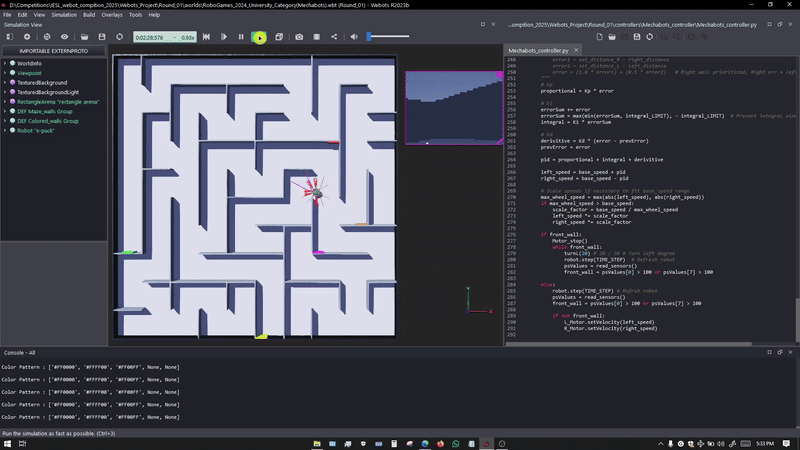 D:\Competitions\IESL_webot_compition_2025\Webots_Project\Round_01\worlds\RoboGames_2024_University_Category(Mechabots).wbt (Round_01) - Webots R2023b
File Edit View Simulation Build Overlays Tools Help
Simulation View
...ompition_2025\Webots_Project\Round_01\controllers\Mechabots_controller\Mechabots_controller.py
0:02:28:576 - 0.93x
IMPORTABLE EXTERNPROTO
WorldInfo
Viewpoint
TexturedBackground
TexturedBackgroundLight
RectangleArena "rectangle arena"
DEF Maze_walls Group
DEF Colored_walls Group
Robot "e-puck"
Mechabots_controller.py
248 error1 = set_distance_R - right_distance
249 error2 = set_distance_L - left_distance
250 error = (1.0 * error1) + (0.5 * error2) # Right wall prioritized, Right err + left
251 """
252 # Kp
253 proportional = Kp * error
254
255 # Ki
256 errorSum += error
257 errorSum = max(min(errorSum, integral_LIMIT), - integral_LIMIT) # Prevent integral wind
258 integral = Ki * errorSum
259
260 # Kd
261 derivitive = Kd * (error - prevError)
262 prevError = error
263
264 pid = proportional + integral + derivitive
265
266 left_speed = base_speed + pid
267 right_speed = base_speed - pid
268
269 # Scale speeds if necessary to fit base_speed range
270 max_wheel_speed = max(abs(left_speed), abs(right_speed))
271 if max_wheel_speed > base_speed:
272 scale_factor = base_speed / max_wheel_speed
273 left_speed *= scale_factor
274 right_speed *= scale_factor
275
276 if front_wall:
277 Motor_stop()
278 while front_wall:
279 turnL(20) # 10 / 30 # Turn Left degree
280 robot.step(TIME_STEP) # Refresh robot
281 psValues = read_sensors()
282 front_wall = psValues[0] > 100 or psValues[7] > 100
283
284 else:
285 robot.step(TIME_STEP) # Refresh robot
286 psValues = read_sensors()
287 front_wall = psValues[0] > 100 or psValues[7] > 100
288
289 if not front_wall:
290 L_Motor.setVelocity(left_speed)
291 R_Motor.setVelocity(right_speed)
292
Console - All
Color Pattern : ['#FF0000', '#FFFF00', '#FF00FF', None, None]
Color Pattern : ['#FF0000', '#FFFF00', '#FF00FF', None, None]
Color Pattern : ['#FF0000', '#FFFF00', '#FF00FF', None, None]
Color Pattern : ['#FF0000', '#FFFF00', '#FF00FF', None, None]
Color Pattern : ['#FF0000', '#FFFF00', '#FF00FF', None, None]
Run the simulation as fast as possible. (Ctrl+3)
5:33 PM